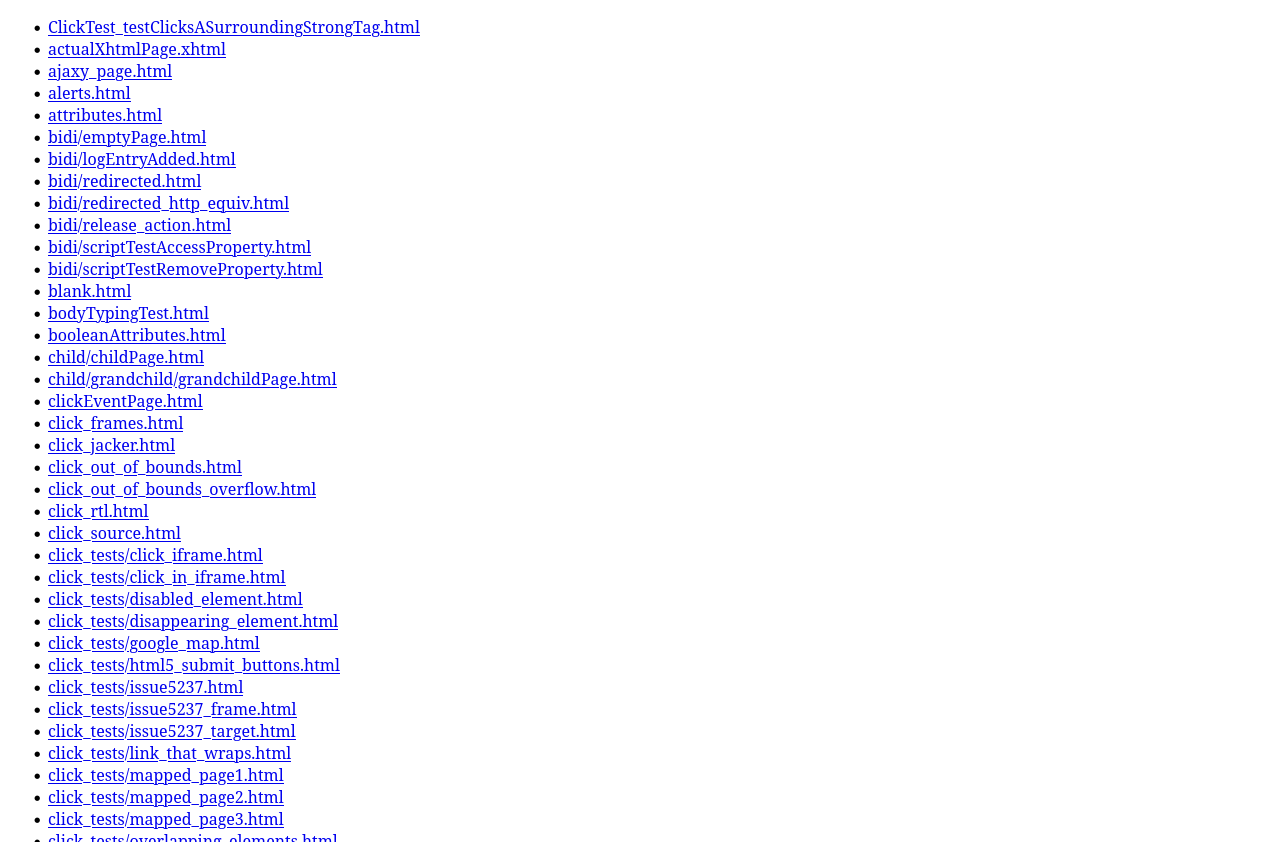 ClickTest_testClicksASurroundingStrongTag.html
actualXhtmlPage.xhtml
ajaxy_page.html
alerts.html
attributes.html
bidi/emptyPage.html
bidi/logEntryAdded.html
bidi/redirected.html
bidi/redirected_http_equiv.html
bidi/release_action.html
bidi/scriptTestAccessProperty.html
bidi/scriptTestRemoveProperty.html
blank.html
bodyTypingTest.html
booleanAttributes.html
child/childPage.html
child/grandchild/grandchildPage.html
clickEventPage.html
click_frames.html
click_jacker.html
click_out_of_bounds.html
click_out_of_bounds_overflow.html
click_rtl.html
click_source.html
click_tests/click_iframe.html
click_tests/click_in_iframe.html
click_tests/disabled_element.html
click_tests/disappearing_element.html
click_tests/google_map.html
click_tests/html5_submit_buttons.html
click_tests/issue5237.html
click_tests/issue5237_frame.html
click_tests/issue5237_target.html
click_tests/link_that_wraps.html
click_tests/mapped_page1.html
click_tests/mapped_page2.html
click_tests/mapped_page3.html
click_tests/overlapping_elements.html